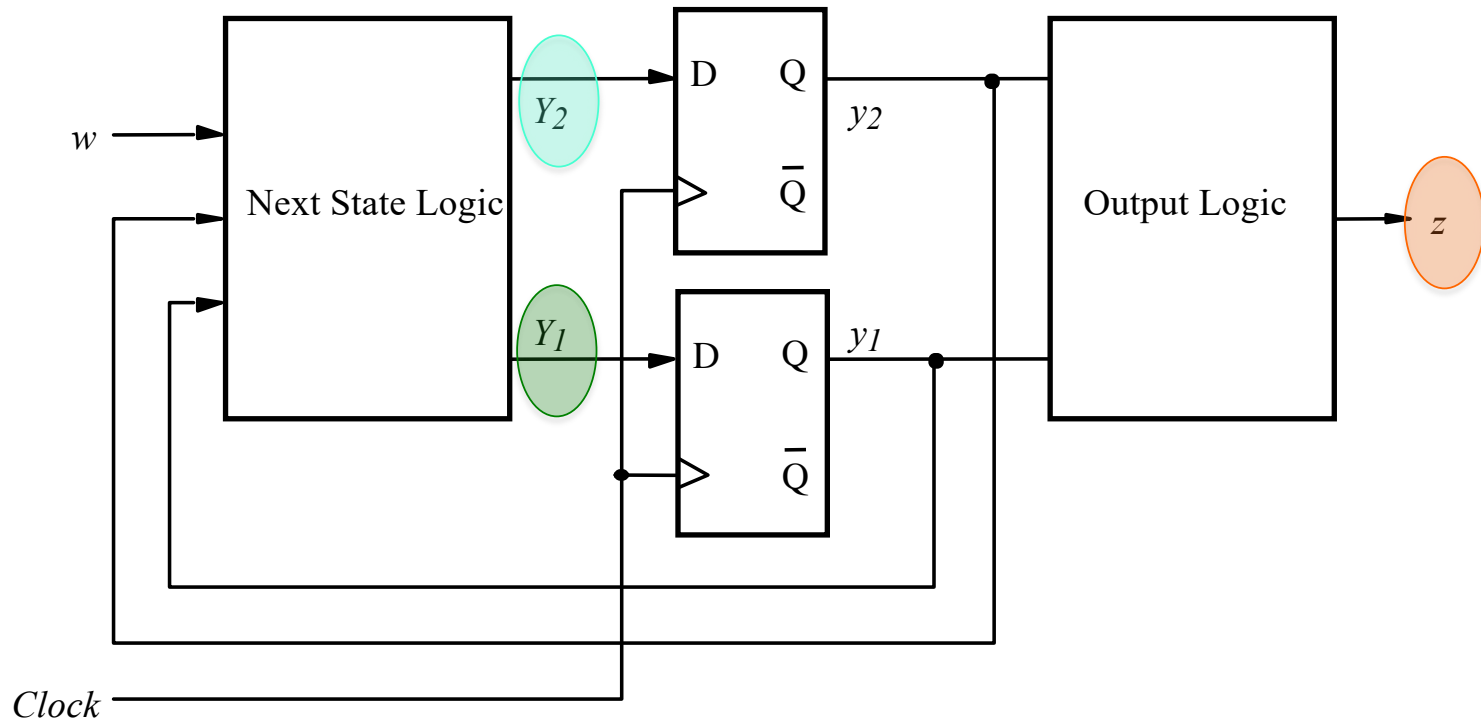 D Q
Y2
y2
w
Q
Next State Logic
Output Logic
z
Y1
y1
D Q
Q
Clock